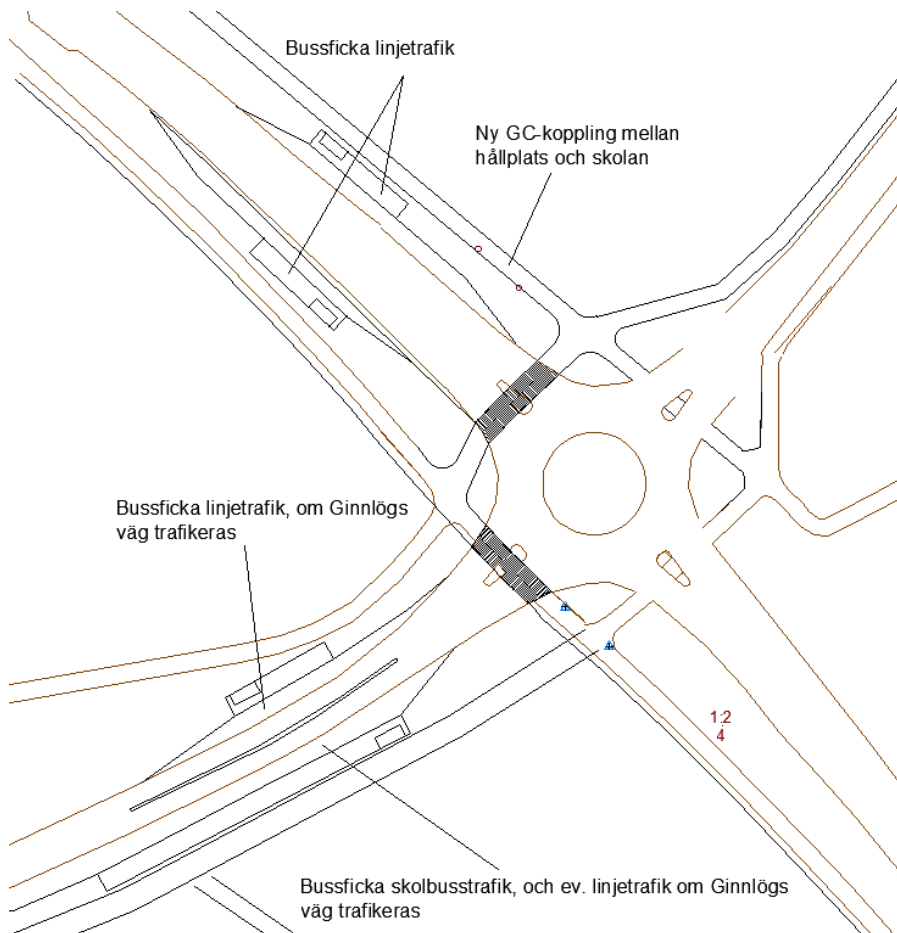 Bussficka linjetrafik
Ny GC-koppling mellan
hållplats och skolan
Bussficka linjetrafik, om Ginnlögs
väg trafikeras
1:2
4
Bussficka skolbusstrafik, och ev. linjetrafik om Ginnlögs
väg trafikeras